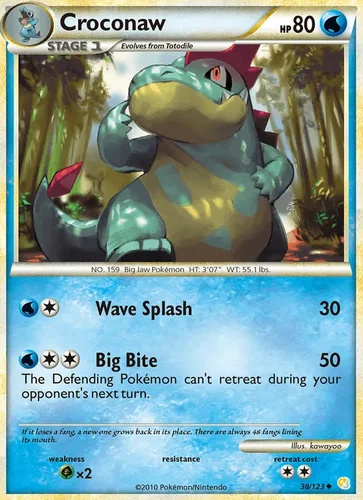 Croconaw
HP 80
STAGE 1
Evolves from Totodile
NO. 159 Big Jaw Pokémon HT: 3'07" WT: 55.1 lbs.
Wave Splash 30
Big Bite 50
The Defending Pokémon can't retreat during your
opponent's next turn.
If it loses a fang, a new one grows back in its place. There are always 48 fangs lining
its mouth.
Illus. kawayoo
weakness resistance retreat cost
×2
©2010 Pokémon/Nintendo 38/123